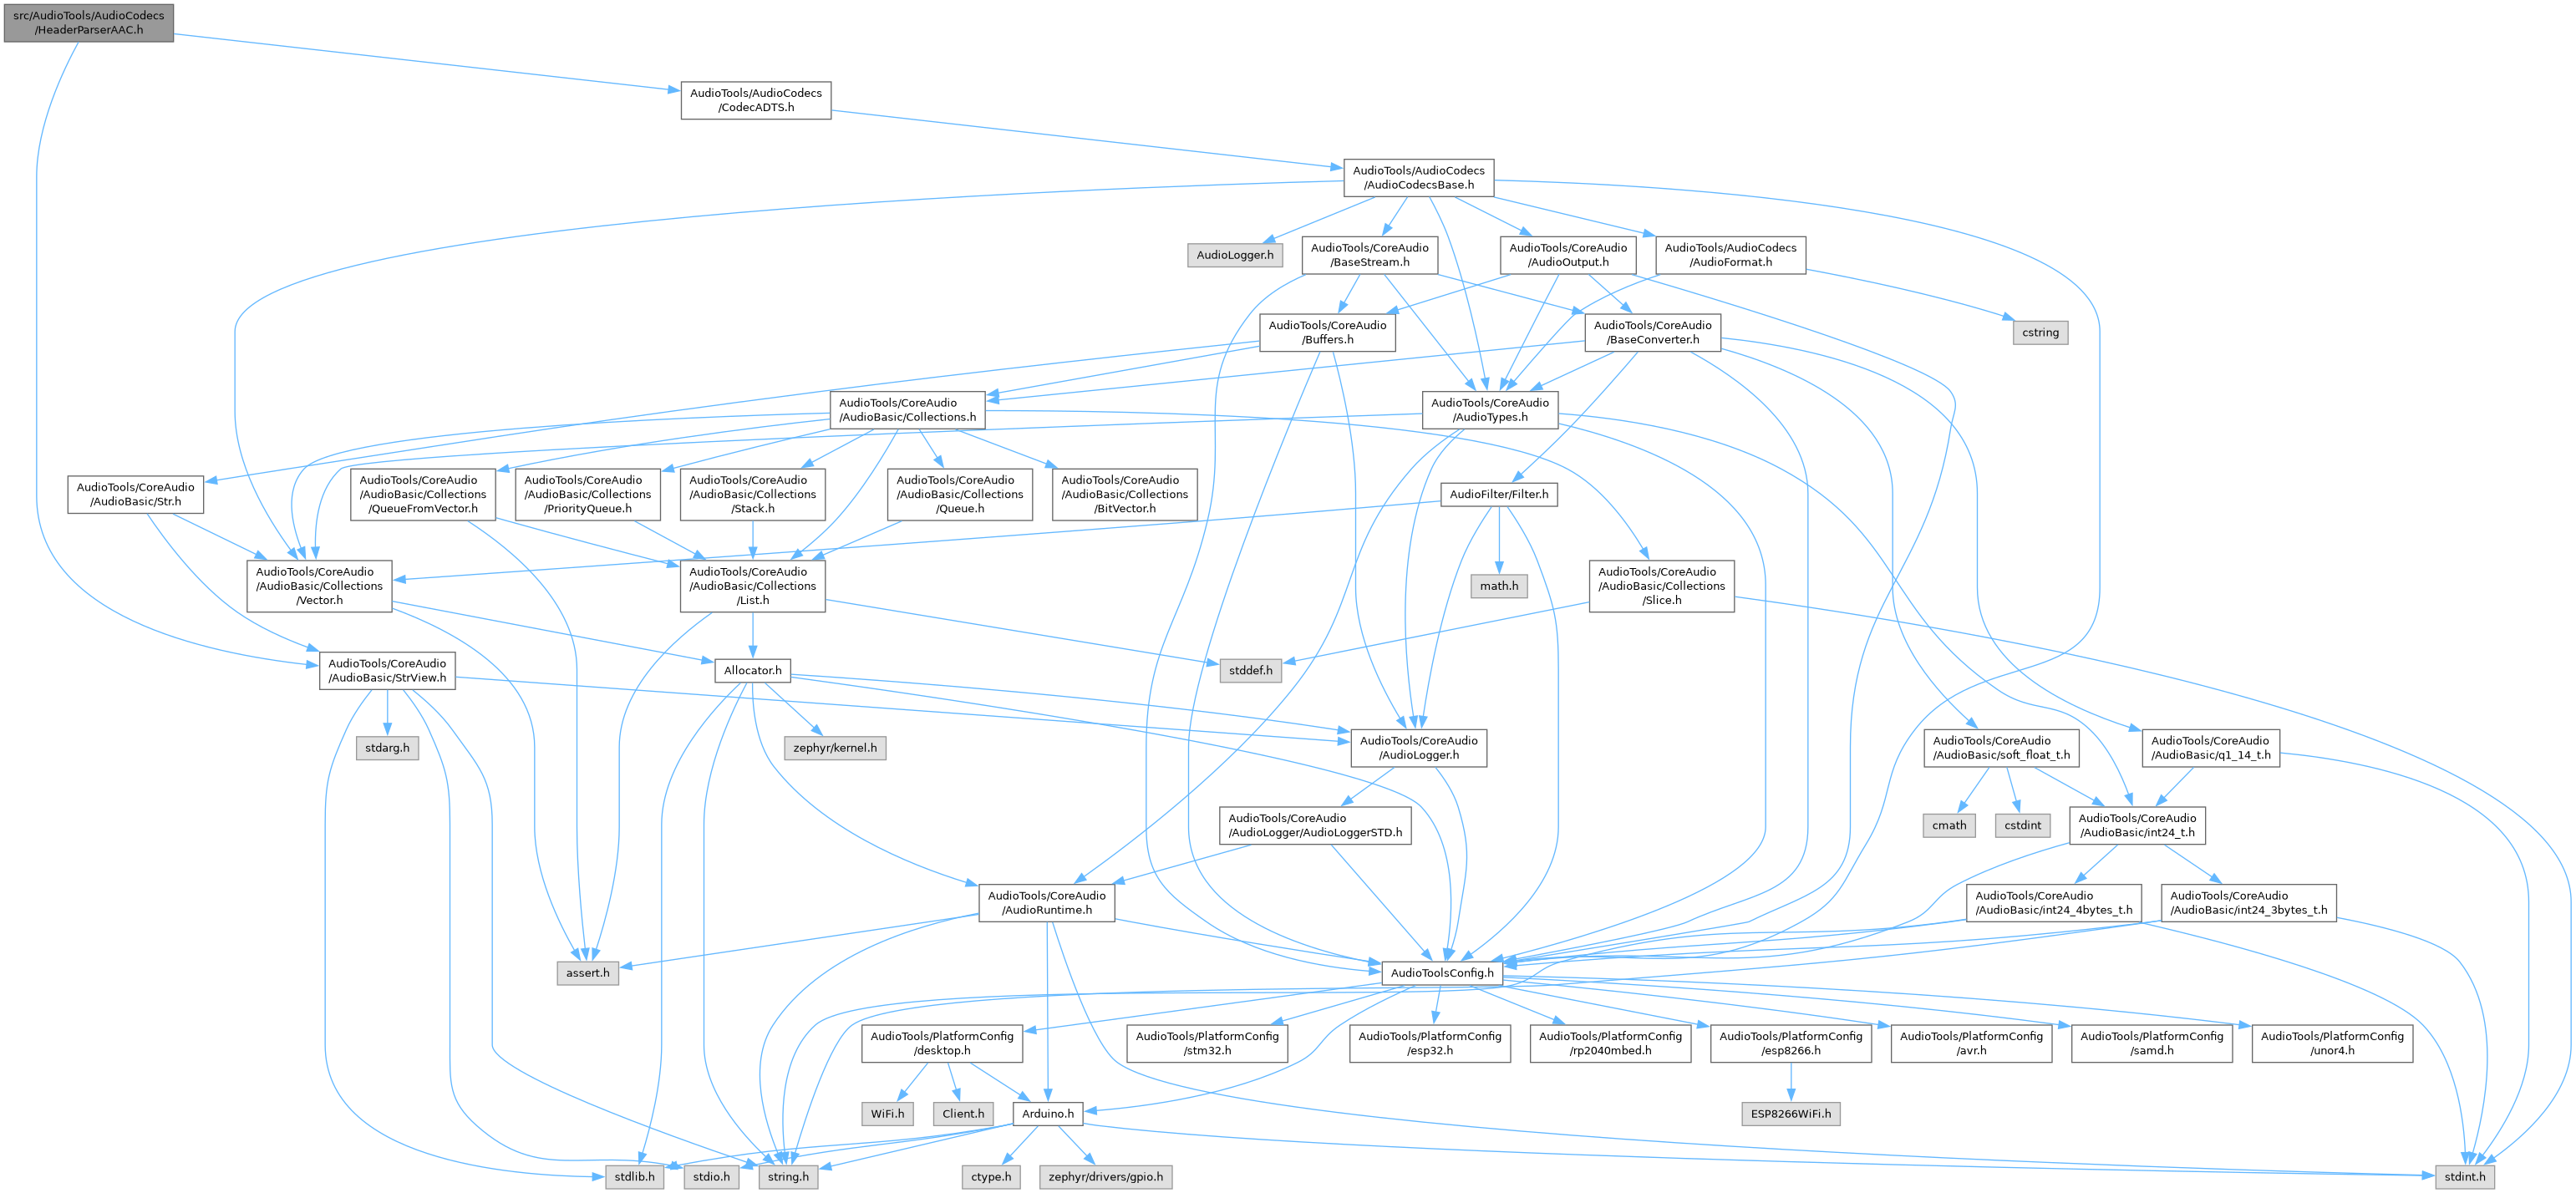 src/AudioTools/AudioCodecs
/HeaderParserAAC.h
AudioTools/AudioCodecs
/CodecADTS.h
AudioTools/AudioCodecs
/AudioCodecsBase.h
AudioLogger.h
AudioTools/CoreAudio
/BaseStream.h
AudioTools/CoreAudio
/AudioOutput.h
AudioTools/AudioCodecs
/AudioFormat.h
AudioTools/CoreAudio
/Buffers.h
AudioTools/CoreAudio
/BaseConverter.h
cstring
AudioTools/CoreAudio
/AudioBasic/Collections.h
AudioTools/CoreAudio
/AudioTypes.h
AudioTools/CoreAudio
/AudioBasic/Str.h
AudioTools/CoreAudio
/AudioBasic/Collections
/QueueFromVector.h
AudioTools/CoreAudio
/AudioBasic/Collections
/PriorityQueue.h
AudioTools/CoreAudio
/AudioBasic/Collections
/Stack.h
AudioTools/CoreAudio
/AudioBasic/Collections
/Queue.h
AudioTools/CoreAudio
/AudioBasic/Collections
/BitVector.h
AudioFilter/Filter.h
AudioTools/CoreAudio
/AudioBasic/Collections
/Vector.h
AudioTools/CoreAudio
/AudioBasic/Collections
/List.h
math.h
AudioTools/CoreAudio
/AudioBasic/Collections
/Slice.h
AudioTools/CoreAudio
/AudioBasic/StrView.h
Allocator.h
stddef.h
stdarg.h
zephyr/kernel.h
AudioTools/CoreAudio
/AudioLogger.h
AudioTools/CoreAudio
/AudioBasic/soft_float_t.h
AudioTools/CoreAudio
/AudioBasic/q1_14_t.h
AudioTools/CoreAudio
/AudioLogger/AudioLoggerSTD.h
cmath
cstdint
AudioTools/CoreAudio
/AudioBasic/int24_t.h
AudioTools/CoreAudio
/AudioRuntime.h
AudioTools/CoreAudio
/AudioBasic/int24_4bytes_t.h
AudioTools/CoreAudio
/AudioBasic/int24_3bytes_t.h
assert.h
AudioToolsConfig.h
AudioTools/PlatformConfig
/desktop.h
AudioTools/PlatformConfig
/stm32.h
AudioTools/PlatformConfig
/esp32.h
AudioTools/PlatformConfig
/rp2040mbed.h
AudioTools/PlatformConfig
/esp8266.h
AudioTools/PlatformConfig
/avr.h
AudioTools/PlatformConfig
/samd.h
AudioTools/PlatformConfig
/unor4.h
WiFi.h
Client.h
Arduino.h
ESP8266WiFi.h
stdlib.h
stdio.h
string.h
ctype.h
zephyr/drivers/gpio.h
stdint.h